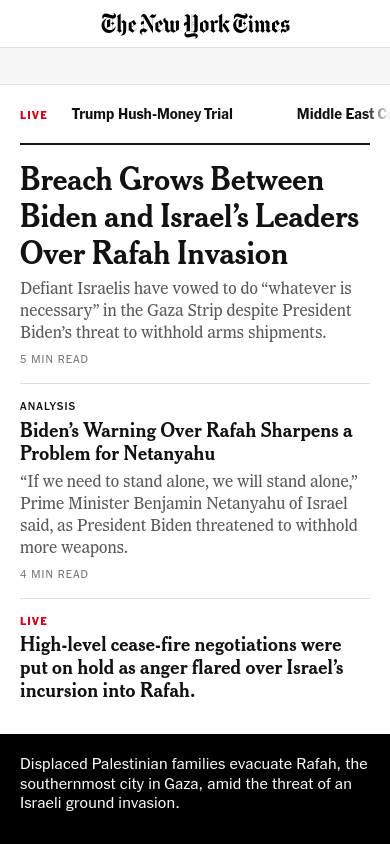 The New York Times
LIVE Trump Hush-Money Trial Middle East C
Breach Grows Between
Biden and Israel’s Leaders
Over Rafah Invasion
Defiant Israelis have vowed to do “whatever is
necessary” in the Gaza Strip despite President
Biden’s threat to withhold arms shipments.
5 MIN READ
ANALYSIS
Biden’s Warning Over Rafah Sharpens a
Problem for Netanyahu
“If we need to stand alone, we will stand alone,”
Prime Minister Benjamin Netanyahu of Israel
said, as President Biden threatened to withhold
more weapons.
4 MIN READ
LIVE
High-level cease-fire negotiations were
put on hold as anger flared over Israel’s
incursion into Rafah.
Displaced Palestinian families evacuate Rafah, the
southernmost city in Gaza, amid the threat of an
Israeli ground invasion.